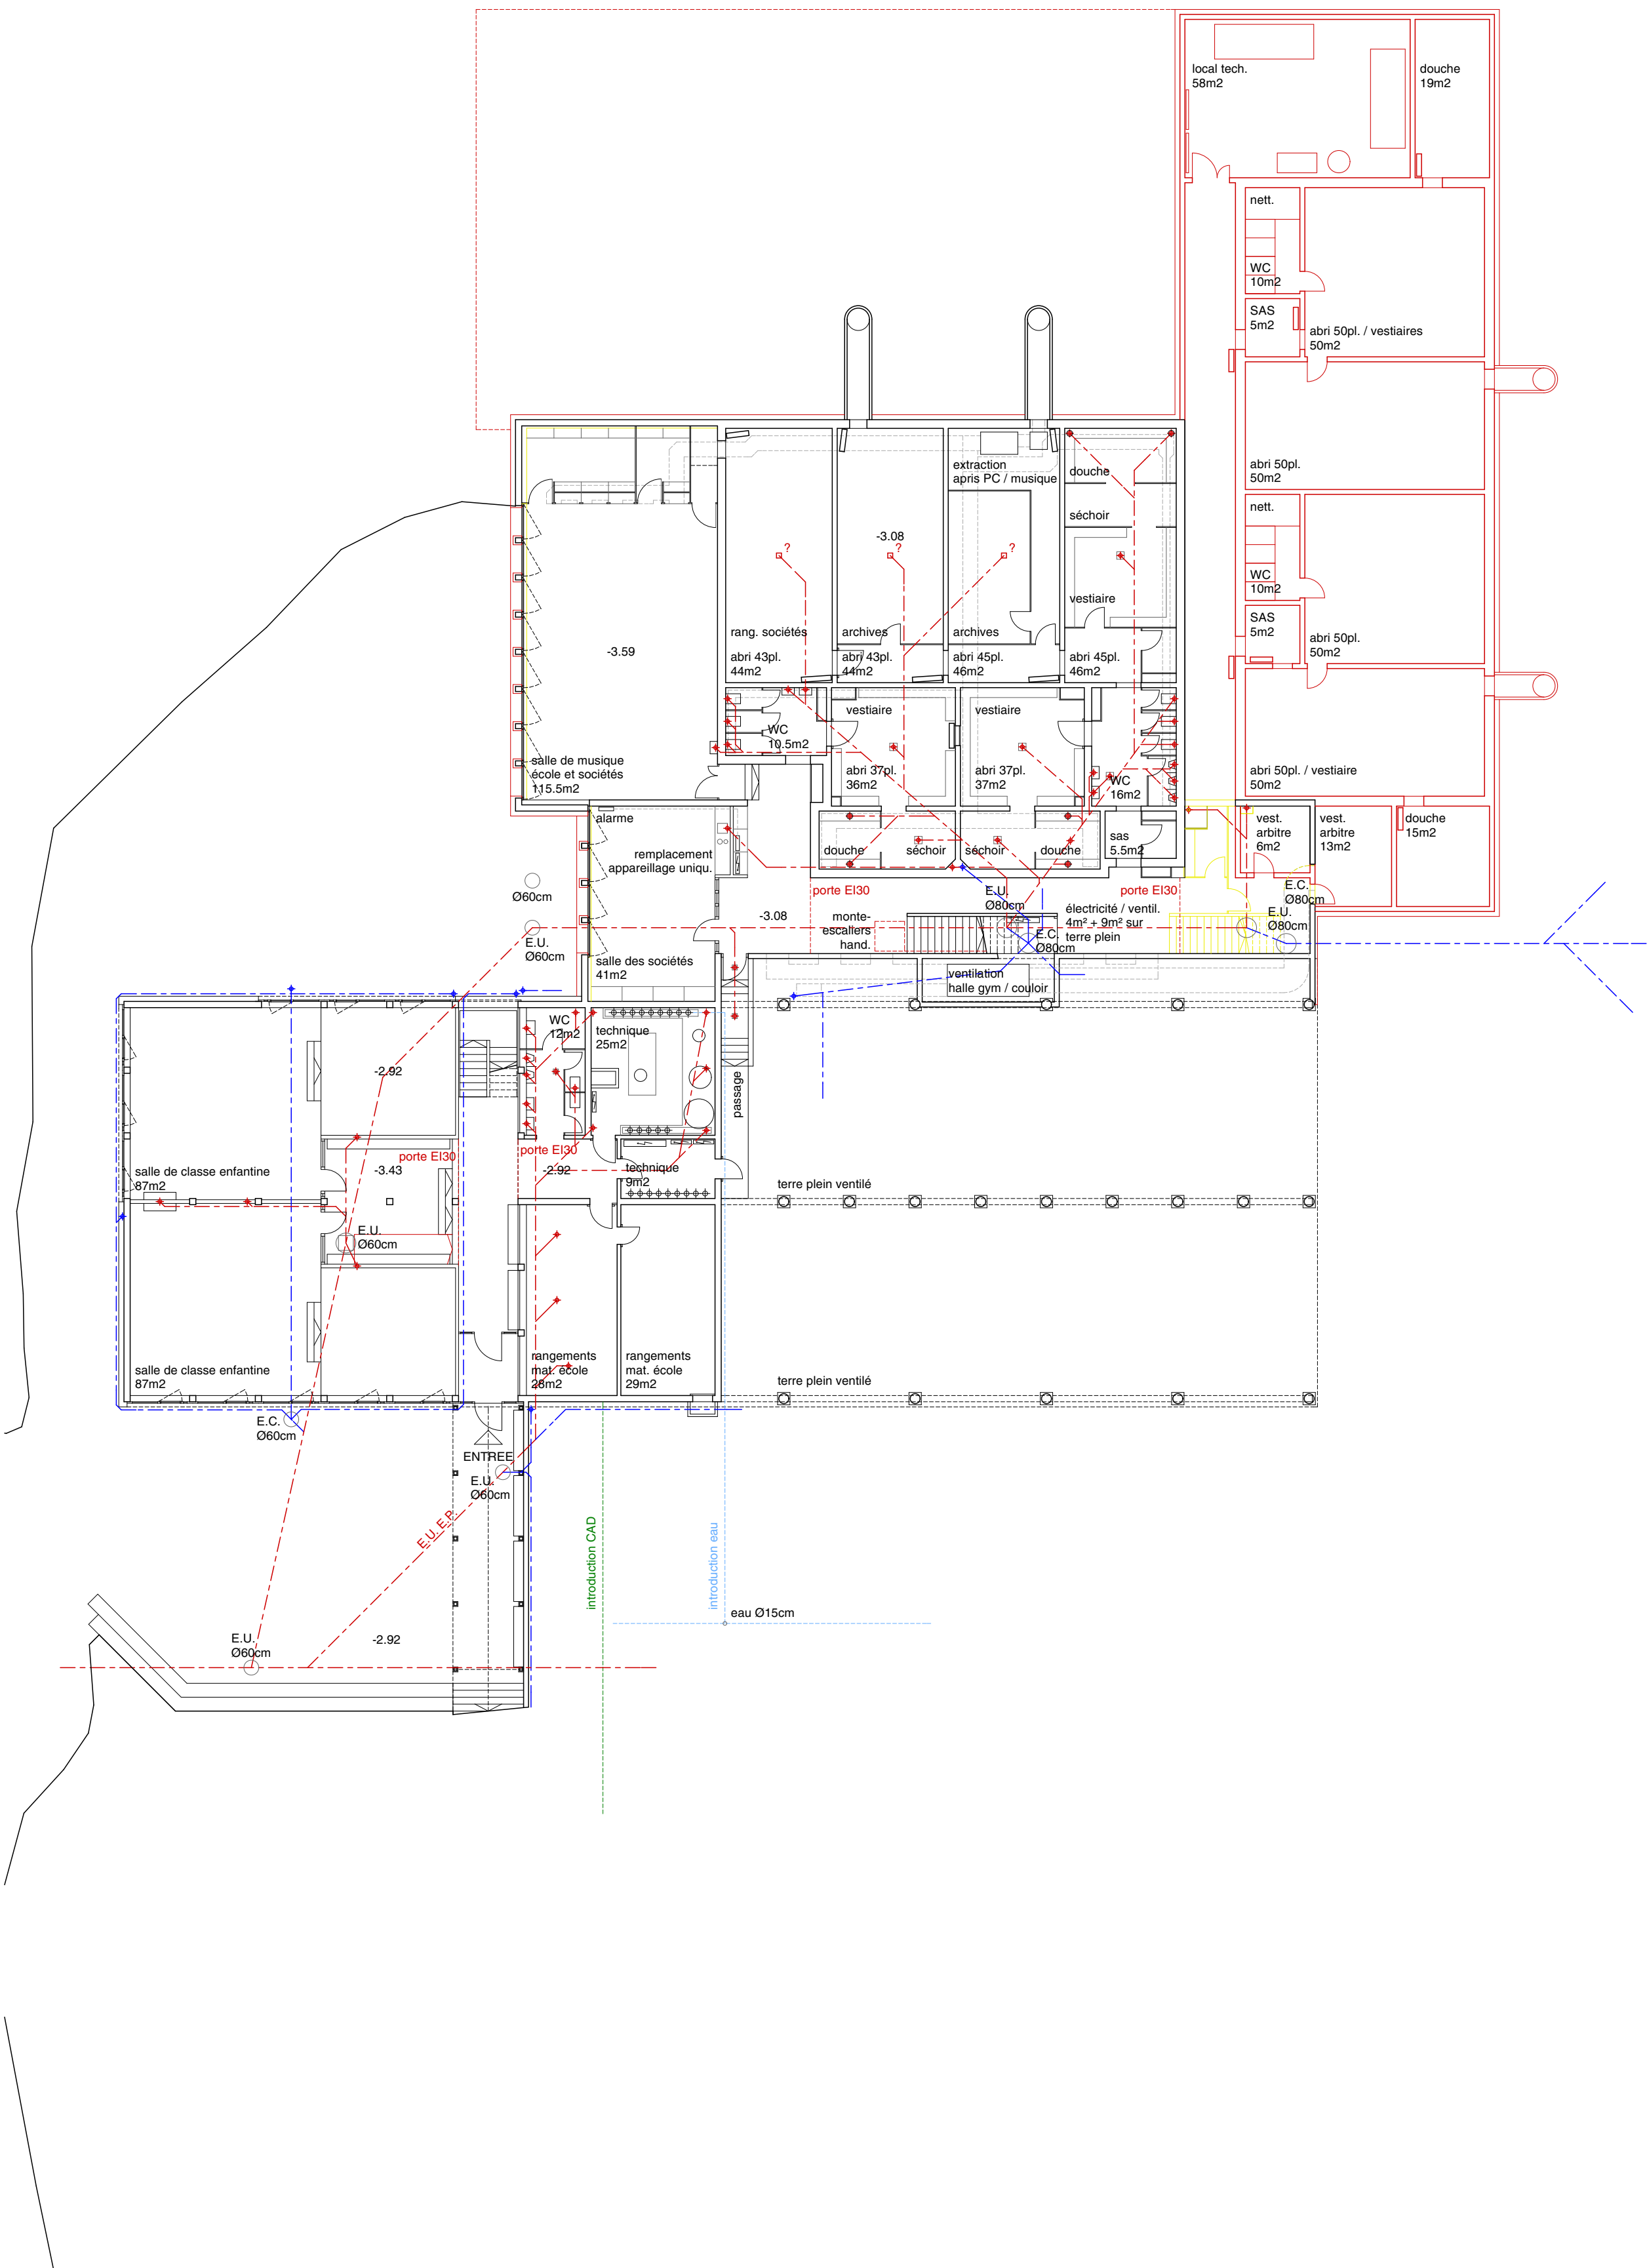 local tech.
58m2
douche
19m2
nett.
WC
10m2
SAS
5m2
abri 50pl. / vestiaires
50m2
abri 50pl.
50m2
nett.
WC
10m2
SAS
5m2
abri 50pl.
50m2
abri 50pl. / vestiaire
50m2
extraction
apris PC / musique
douche
séchoir
-3.08
?
?
?
vestiaire
rang. sociétés
archives
archives
abri 43pl.
44m2
abri 43pl.
44m2
abri 45pl.
46m2
abri 45pl.
46m2
-3.59
vestiaire
vestiaire
WC
10.5m2
salle de musique
école et sociétés
115.5m2
abri 37pl.
36m2
abri 37pl.
37m2
WC
16m2
alarme
remplacement
appareillage uniqu.
douche
séchoir
séchoir
douche
sas
5.5m2
vest.
arbitre
6m2
vest.
arbitre
13m2
douche
15m2
Ø60cm
E.U.
Ø60cm
porte EI30
porte EI30
E.U.
Ø80cm
E.C.
Ø80cm
E.U.
Ø80cm
-3.08
monte-
escaliers
hand.
électricité / ventil.
4m² + 9m² sur
terre plein
E.C.
Ø80cm
salle des sociétés
41m2
ventilation
halle gym / couloir
WC
12m2
technique
25m2
-2.92
passage
porte EI30
porte EI30
-3.43
-2.92
technique
9m2
salle de classe enfantine
87m2
terre plein ventilé
E.U.
Ø60cm
salle de classe enfantine
87m2
rangements
mat. école
28m2
rangements
mat. école
29m2
terre plein ventilé
E.C.
Ø60cm
ENTREE
E.U.
Ø60cm
E.U. E.P.
introduction CAD
introduction eau
eau Ø15cm
E.U.
Ø60cm
-2.92